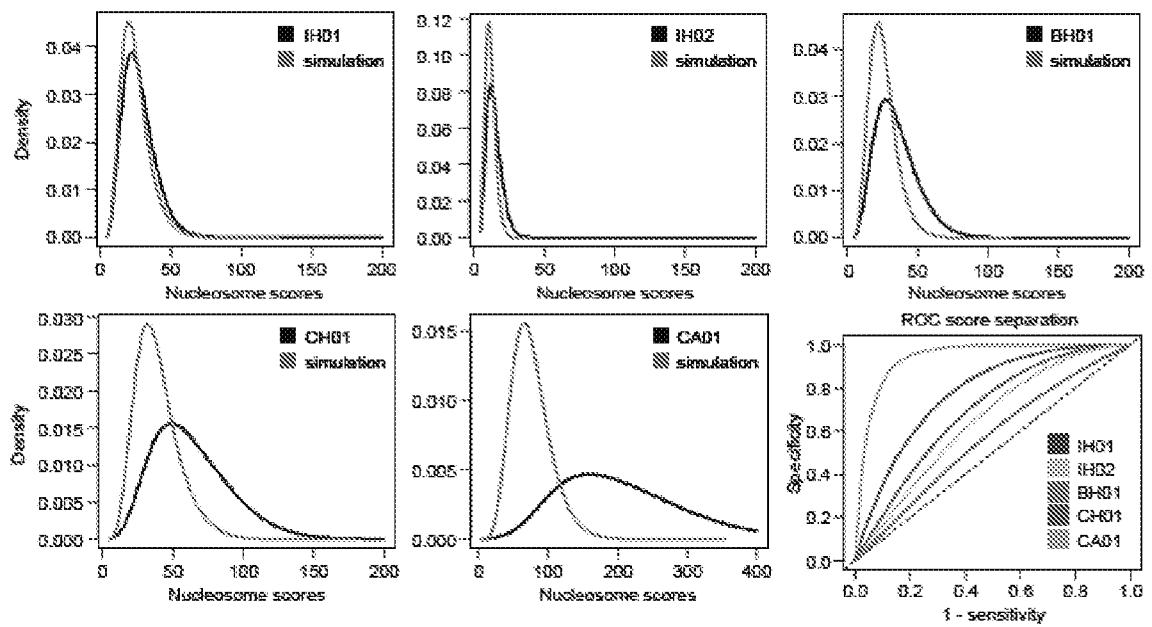 IH01
simulation
0.04
0.03
0.02
0.01
0.00
Density
0 50 100 150 200
Nucleosome scores
IH02
simulation
0.12
0.10
0.08
0.06
0.04
0.02
0.00
0 50 100 150 200
Nucleosome scores
BH01
simulation
0.04
0.03
0.02
0.01
0.00
0 50 100 150 200
Nucleosome scores
CH01
simulation
0.030
0.025
0.020
0.015
0.010
0.005
0.000
Density
0 50 100 150 200
Nucleosome scores
CA01
simulation
0.015
0.010
0.005
0.000
0 100 200 300 400
Nucleosome scores
ROC score separation
1.0
0.8
0.6
0.4
0.2
0.0
Specificity
IH01
IH02
BH01
CH01
CA01
0.0 0.2 0.4 0.6 0.8 1.0
1 - sensitivity